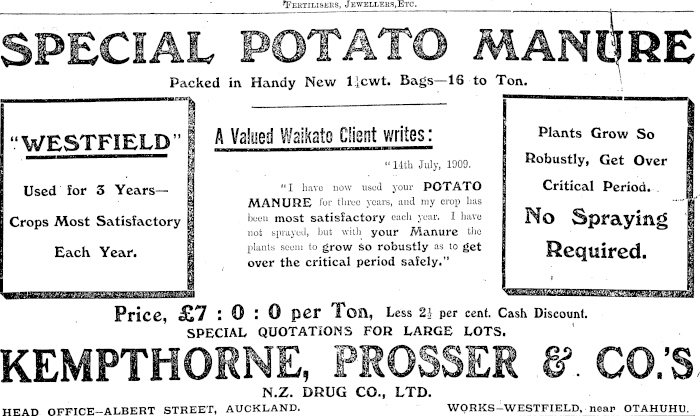 Fertilisers, Jewellers, Etc.
SPECIAL POTATO MANURE
Packed in Handy New 1¼cwt. Bags—16 to Ton.
"WESTFIELD"
Used for 3 Years—
Crops Most Satisfactory
Each Year.
A Valued Waikato Client writes:
"14th July, 1909.
"I have now used your POTATO
MANURE for three years, and my crop has
been most satisfactory each year. I have
not sprayed, but with your Manure the
plants seem to grow so robustly as to get
over the critical period safely."
Plants Grow So
Robustly, Get Over
Critical Period.
No Spraying
Required.
Price, £7 : 0 : 0 per Ton, Less 2½ per cent. Cash Discount.
SPECIAL QUOTATIONS FOR LARGE LOTS.
KEMPTHORNE, PROSSER & CO.'S
N.Z. DRUG CO., LTD.
HEAD OFFICE—ALBERT STREET, AUCKLAND. WORKS—WESTFIELD, near OTAHUHU.